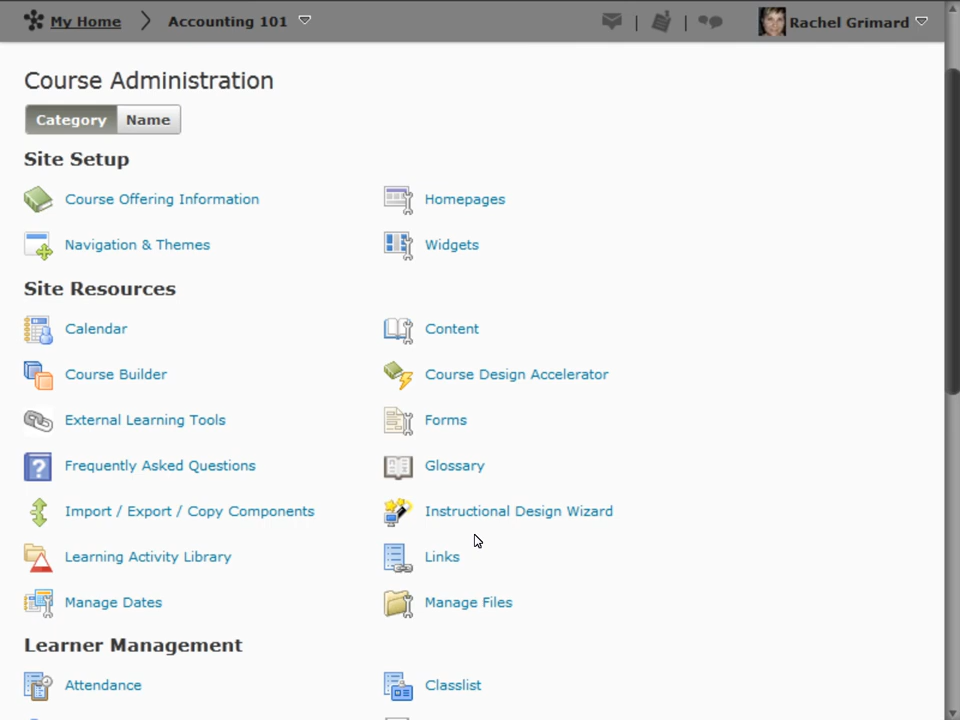 My Home Accounting 101 | | Rachel Grimard
Course Administration
Category Name
Site Setup
Course Offering Information Homepages
Navigation & Themes Widgets
Site Resources
Calendar Content
Course Builder Course Design Accelerator
External Learning Tools Forms
Frequently Asked Questions Glossary
Import / Export / Copy Components Instructional Design Wizard
Learning Activity Library Links
Manage Dates Manage Files
Learner Management
Attendance Classlist